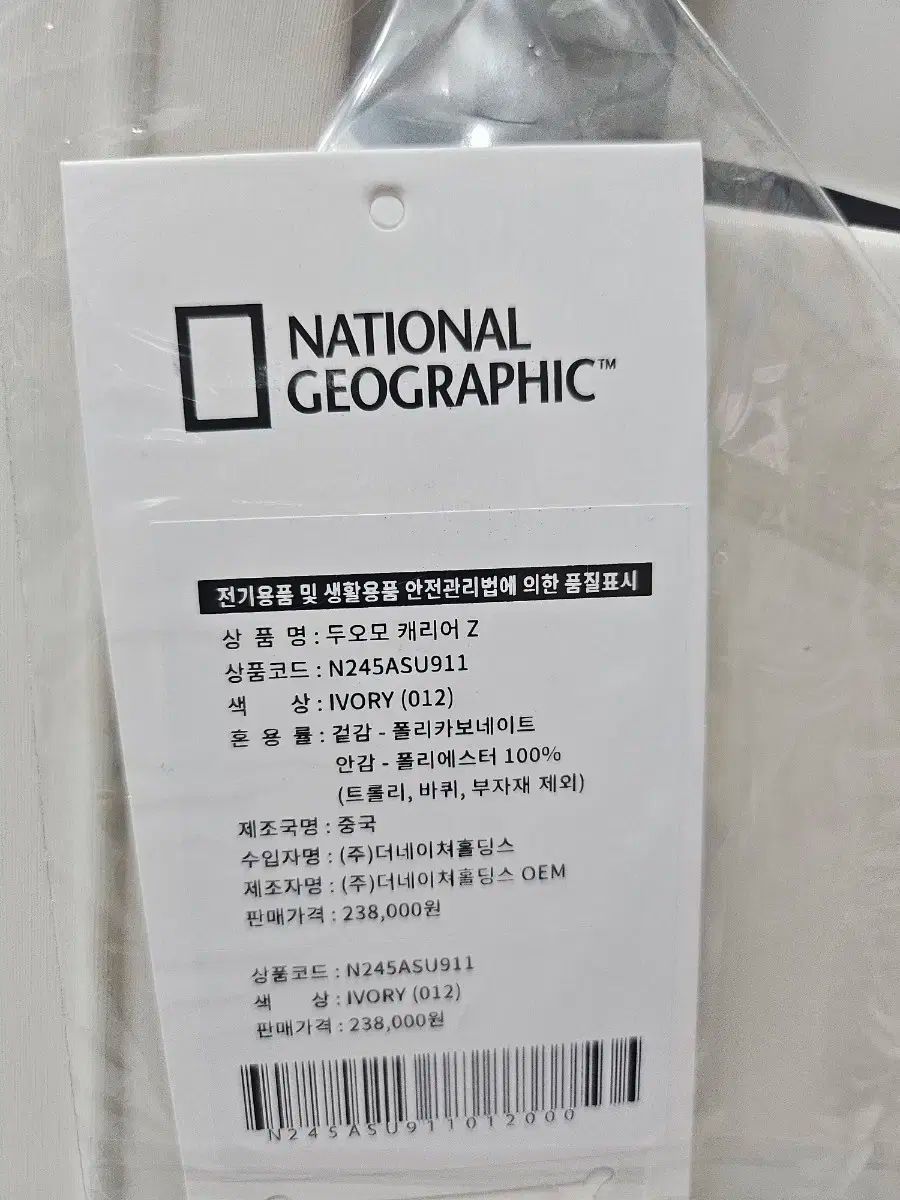 NATIONAL
GEOGRAPHIC™
전기용품 및 생활용품 안전관리법에 의한 품질표시
상 품 명 : 두오모 캐리어 Z
상품코드 : N245ASU911
색 상 : IVORY (012)
혼 용 률 : 겉감 - 폴리카보네이트
안감 - 폴리에스터 100%
(트롤리, 바퀴, 부자재 제외)
제조국명 : 중국
수입자명 : (주)더네이쳐홀딩스
제조자명 : (주)더네이쳐홀딩스 OEM
판매가격 : 238,000원
상품코드 : N245ASU911
색 상 : IVORY (012)
판매가격 : 238,000원
N245ASU911012000